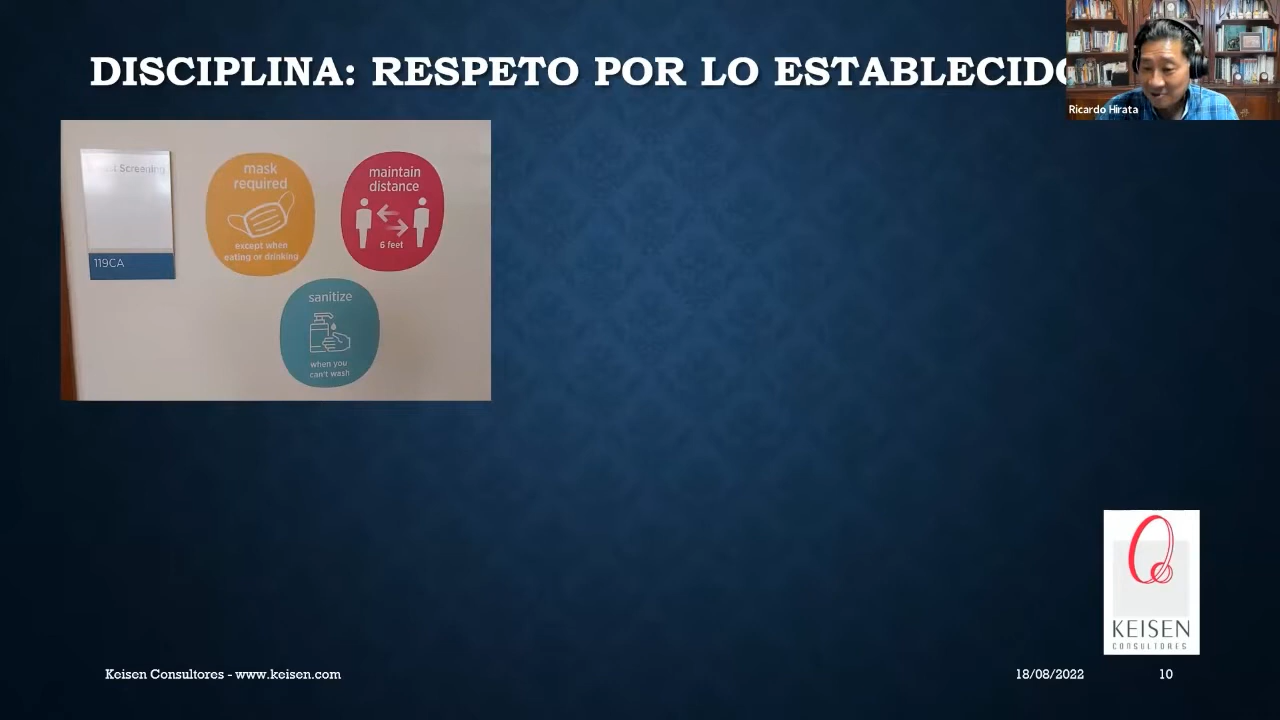 DISCIPLINA: RESPETO POR LO ESTABLECIDO
Ricardo Hirata
Screening
119CA
mask
required
except when
eating or drinking
maintain
distance
6 feet
sanitize
when you
can't wash
KEISEN
CONSULTORES
Keisen Consultores - www.keisen.com
18/08/2022
10